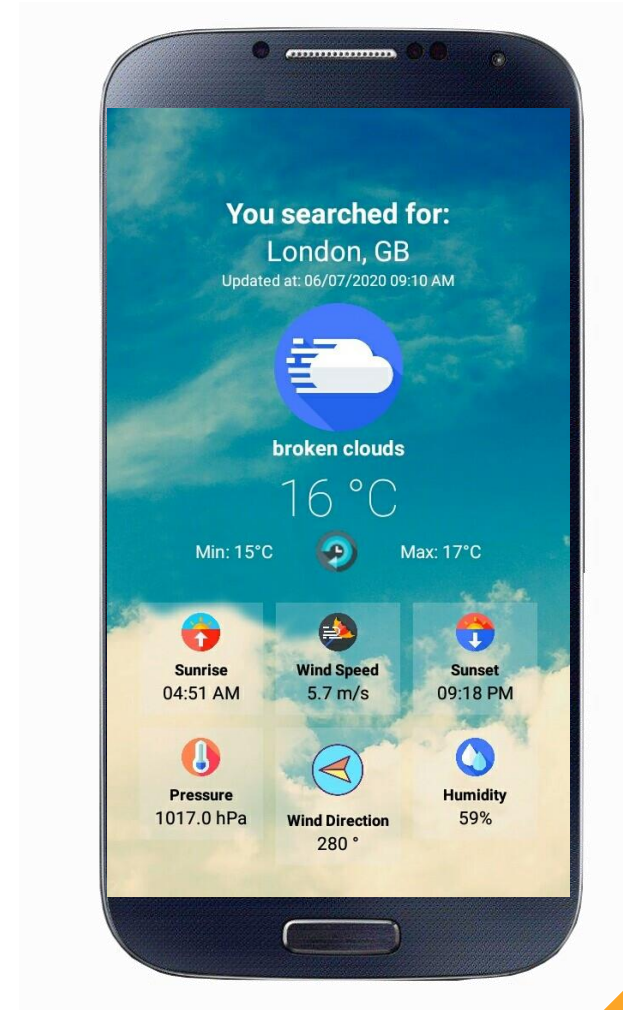 You searched for:
London, GB
Updated at: 06/07/2020 09:10 AM
broken clouds
16 °C
Min: 15°C
Max: 17°C
Sunrise
04:51 AM
Wind Speed
5.7 m/s
Sunset
09:18 PM
Pressure
1017.0 hPa
Wind Direction
280 °
Humidity
59%